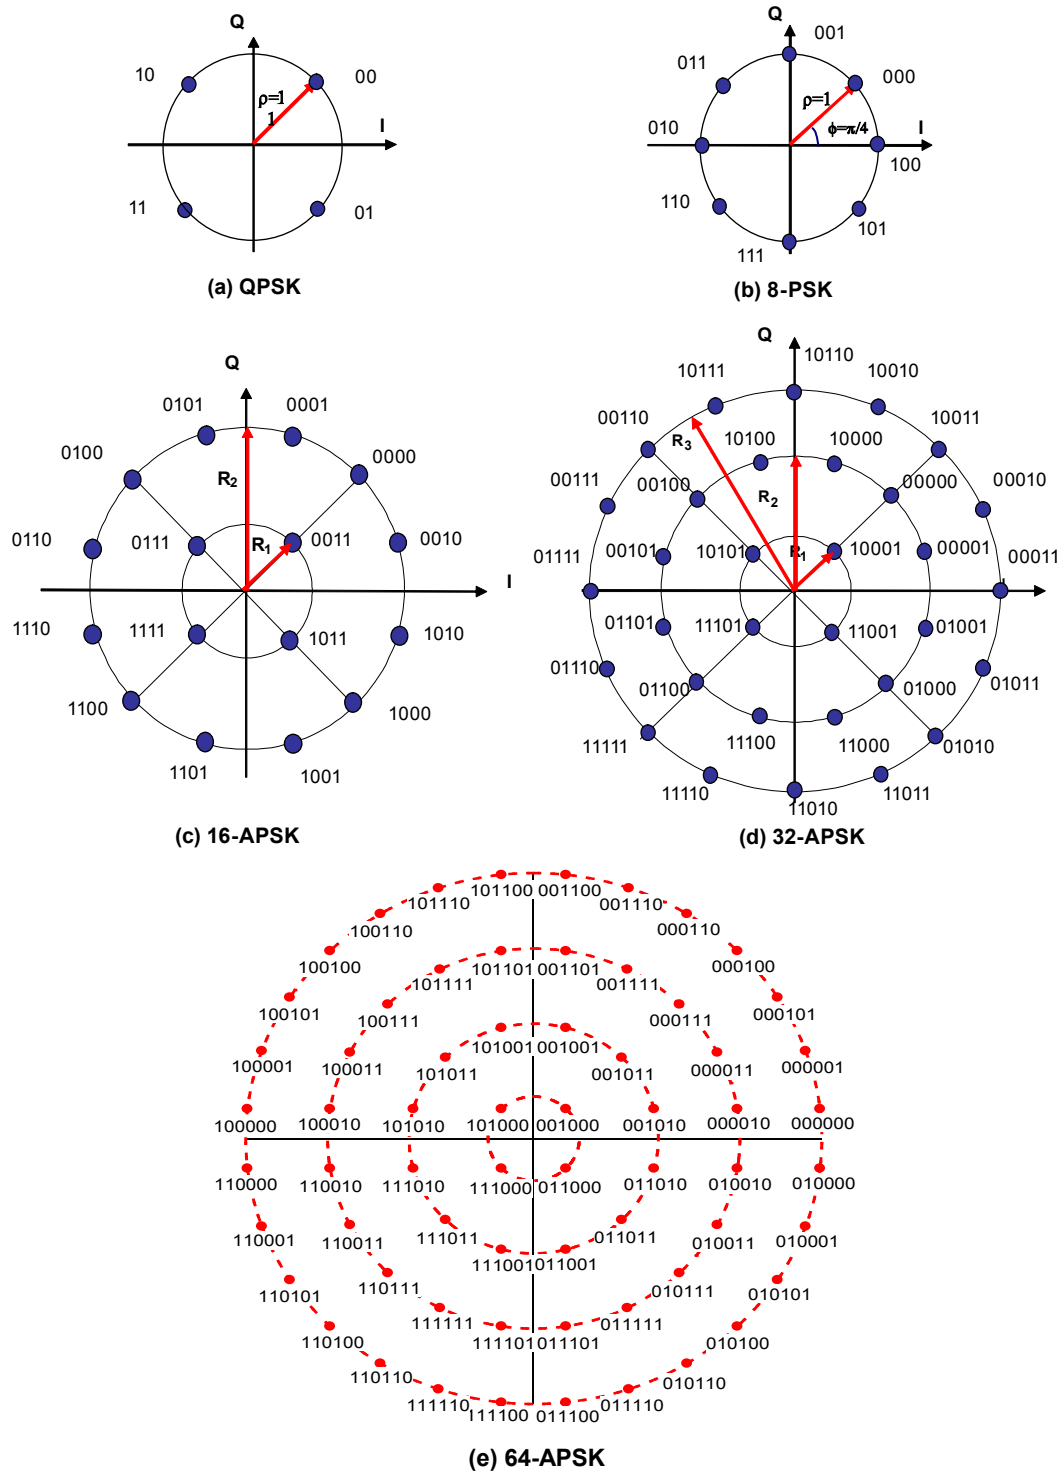 Q
10
00
ρ=1
1
I
11
01
(a) QPSK
Q
001
011
000
ρ=1
ϕ=π/4
I
010
100
110
101
111
(b) 8-PSK
Q
0101 0001
0100
0000
R2
0110 0111 R1 0011 0010
I
1110 1111 1011 1010
1100
1000
1101
1001
(c) 16-APSK
Q
10110
10111 10010
00110 10011
R3 10100 10000
00111 00100 R2 00000 00010
01111 00101 10101 R1 10001 00001 00011
I
01101 11101 11001 01001
01110 01100 01000 01011
11111 11100 11000 01010
11110 11011
11010
(d) 32-APSK
101100 001100
101110 001110
100110 000110
100100 000100
101101 001101
101111 001111
100101 000101
100111 000111
101001 001001
100001 100011 101011 001011 000011 000001
100000 100010 101010 101000 001000 001010 000010 000000
110000 110010 111010 111000 011000 011010 010010 010000
110001 110011 111011 011011 010011 010001
111001 011001
110101 110111 010111 010101
111111 011111
111101 011101
110100 010100
110110 010110
111110 011110
111100 011100
(e) 64-APSK